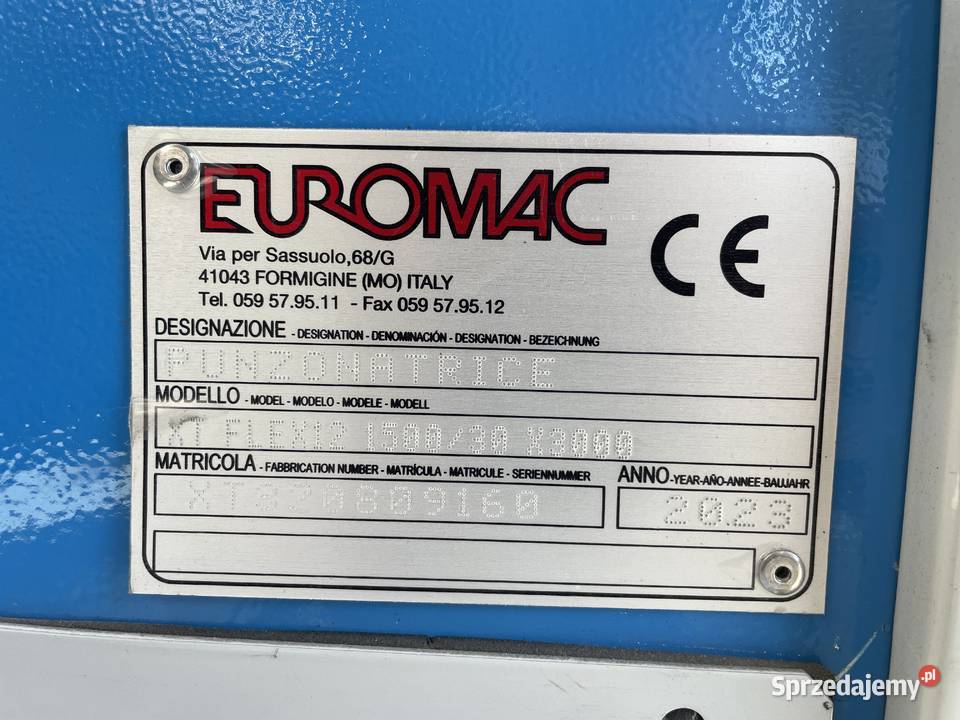 EUROMAC
CE
Via per Sassuolo,68/G
41043 FORMIGINE (MO) ITALY
Tel. 059 57.95.11 - Fax 059 57.95.12
DESIGNAZIONE - DESIGNATION - DENOMINACIÓN - DESIGNATION - BEZEICHNUNG
PUNZONATRICE
MODELLO - MODEL - MODELO - MODELE - MODELL
XT FLEX12 1500/30 X3000
MATRICOLA - FABBRICATION NUMBER - MATRÍCULA - MATRICULE - SERIENNUMMER
ANNO -YEAR-AÑO-ANNEE-BAUJAHR
2023
Sprzedajemy.pl